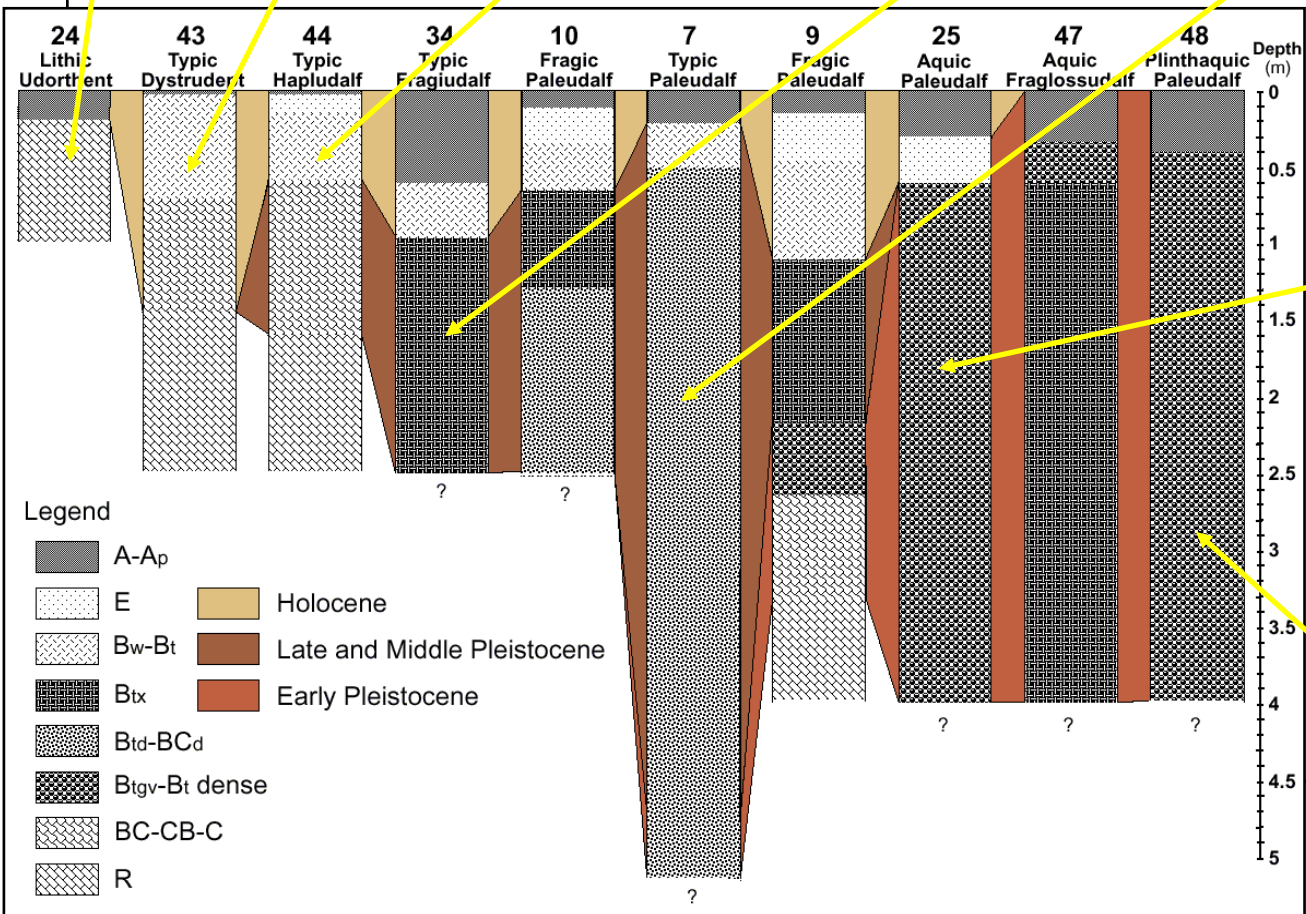 24
Lithic
Udorthent
43
Typic
Dystrudent
44
Typic
Hapludalf
34
Typic
Fragiudalf
10
Fragic
Paleudalf
7
Typic
Paleudalf
9
Fragic
Paleudalf
25
Aquic
Paleudalf
47
Aquic
Fraglossudalf
48
Plinthaquic
Paleudalf
Depth
(m)
0
0.5
1
1.5
2
2.5
3
3.5
4
4.5
5
?
?
?
?
?
?
Legend
A-Ap
E
Bw-Bt
Btx
Btd-BCd
Btgv-Bt dense
BC-CB-C
R
Holocene
Late and Middle Pleistocene
Early Pleistocene